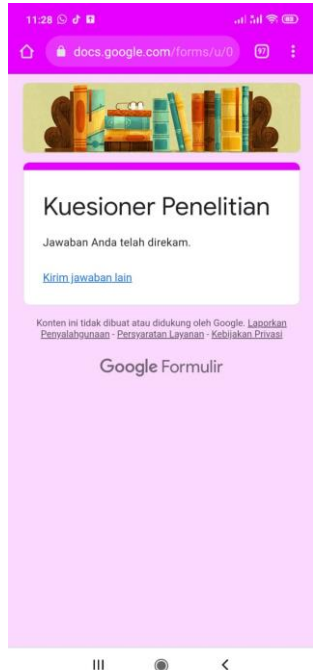 11:28
docs.google.com/forms/u/0
97
Kuesioner Penelitian
Jawaban Anda telah direkam.
Kirim jawaban lain
Konten ini tidak dibuat atau didukung oleh Google. Laporkan
Penyalahgunaan - Persyaratan Layanan - Kebijakan Privasi
Google Formulir